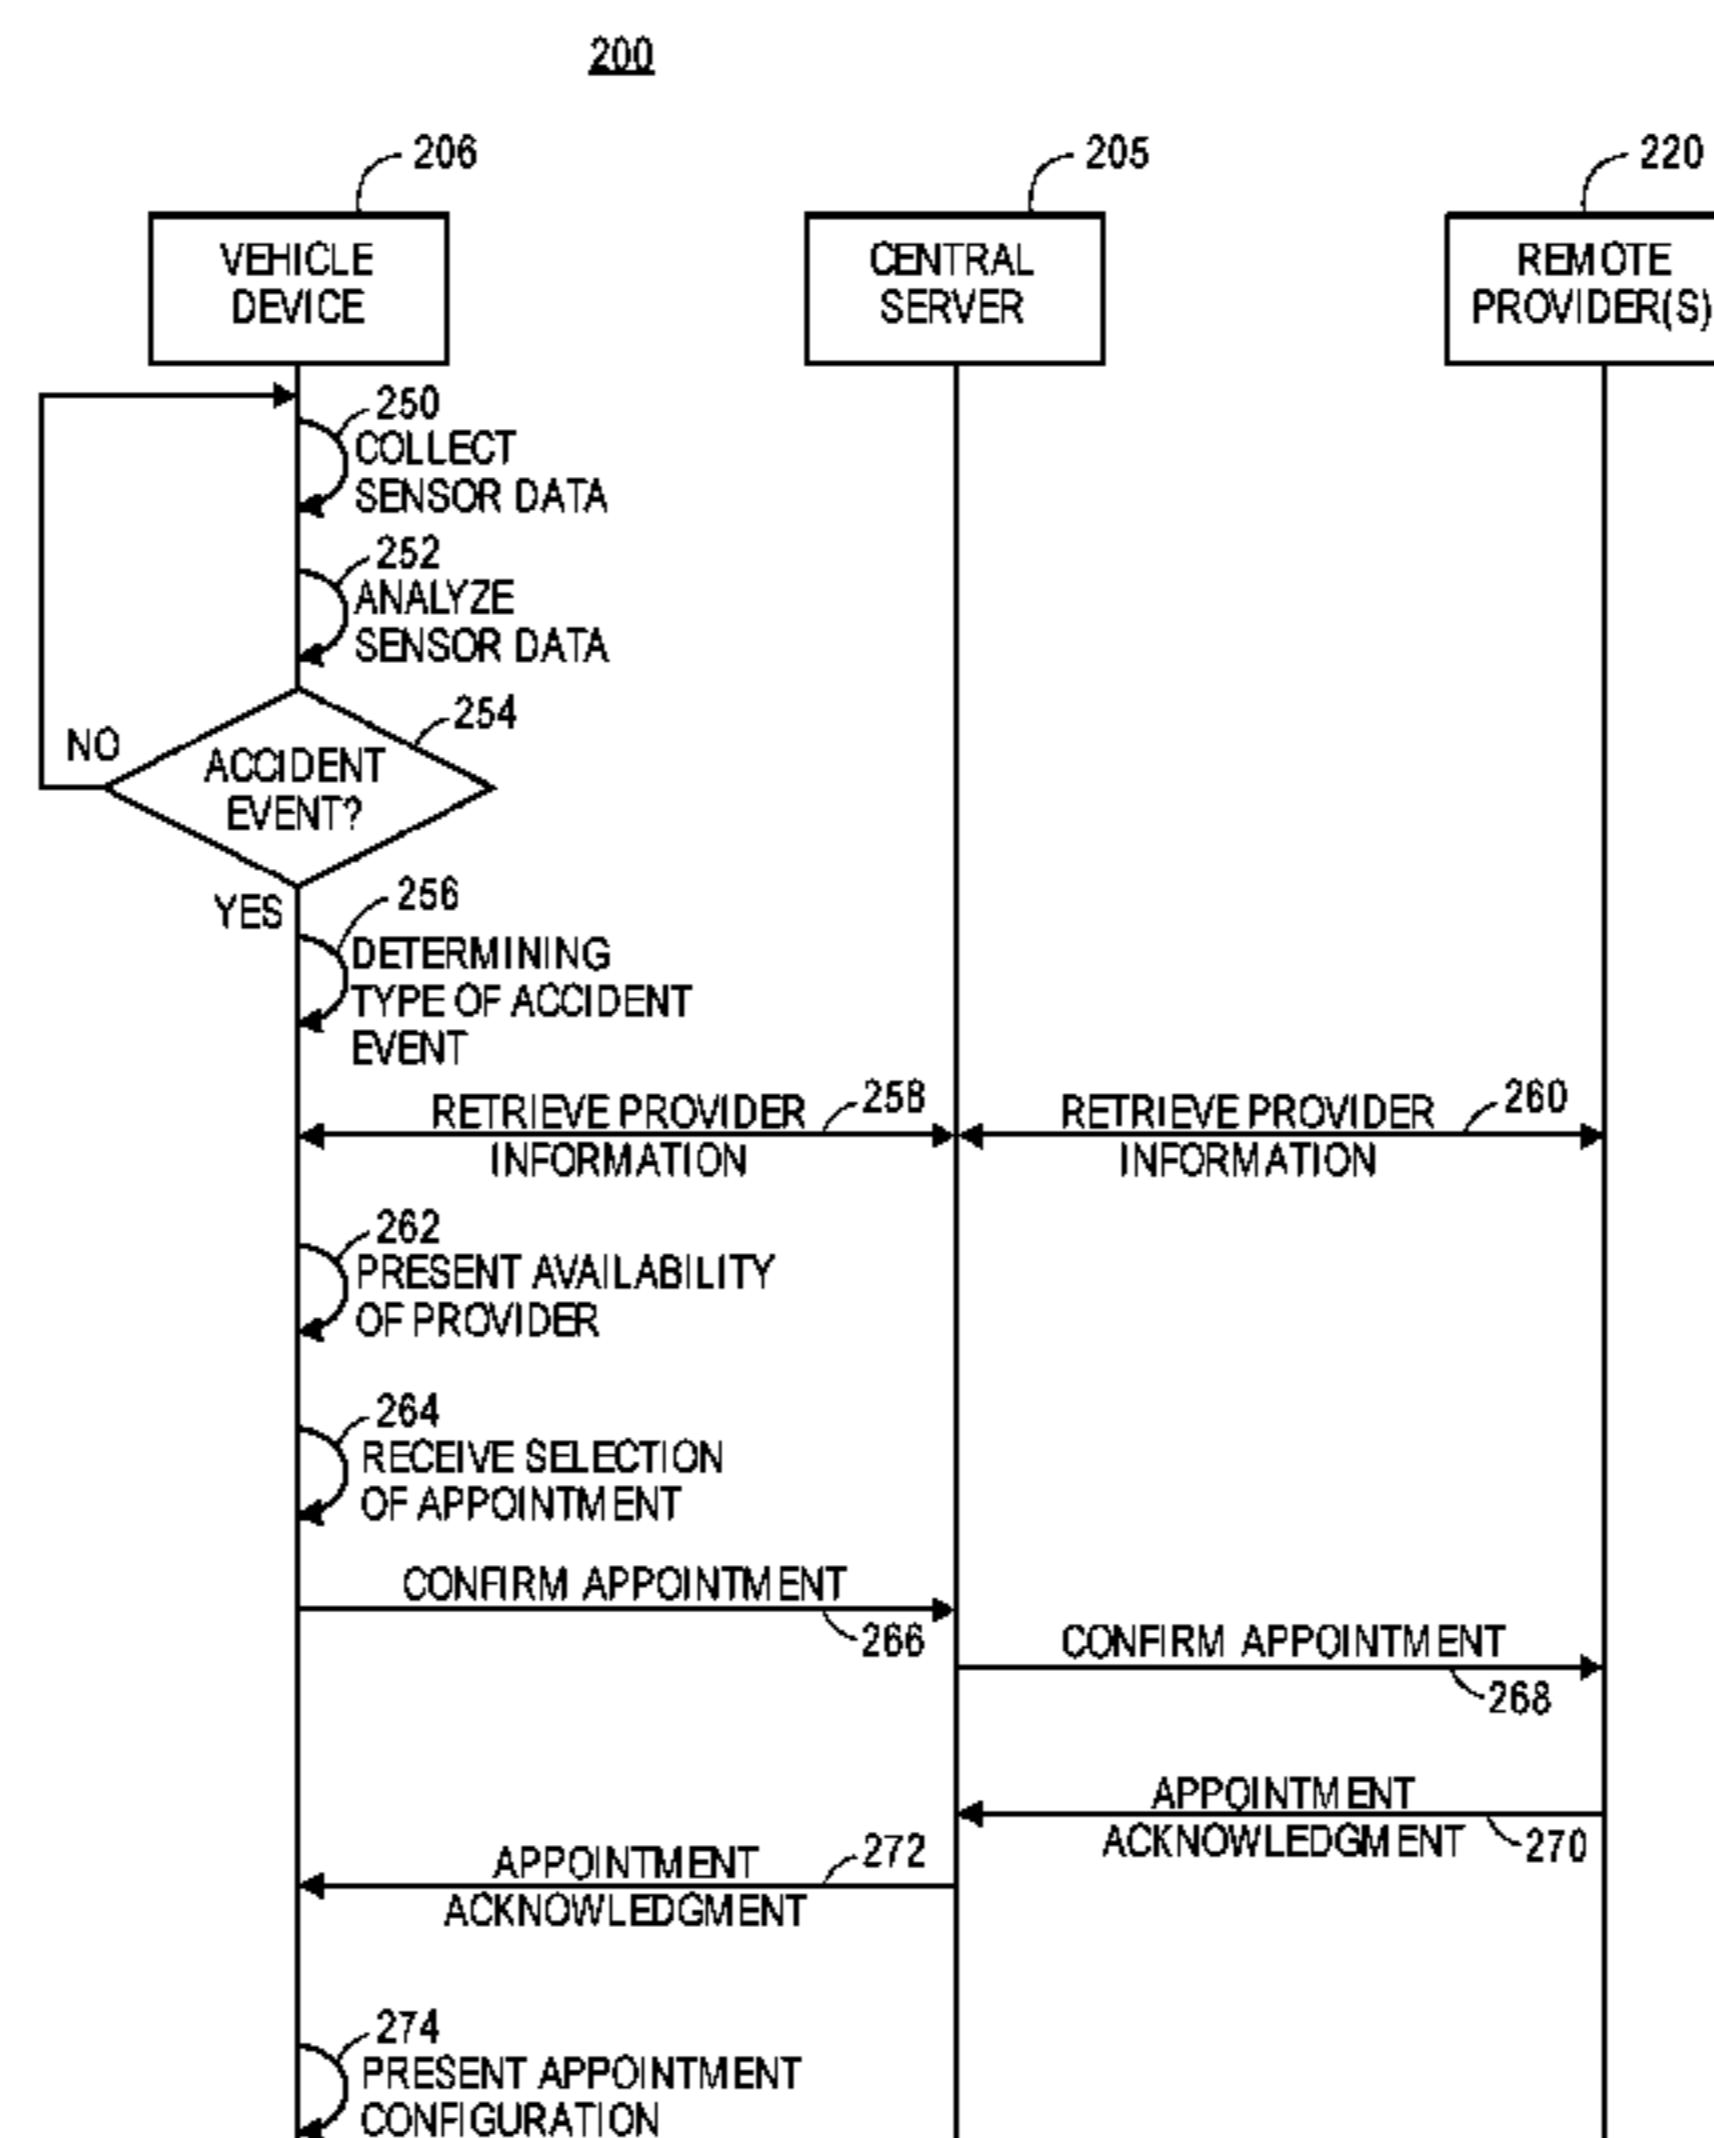 200
206
205
220
VEHICLE
DEVICE
CENTRAL
SERVER
REMOTE
PROVIDER(S)
250
COLLECT
SENSOR DATA
252
ANALYZE
SENSOR DATA
254
NO
ACCIDENT
EVENT?
YES
256
DETERMINING
TYPE OF ACCIDENT
EVENT
RETRIEVE PROVIDER
INFORMATION
258
RETRIEVE PROVIDER
INFORMATION
260
262
PRESENT AVAILABILITY
OF PROVIDER
264
RECEIVE SELECTION
OF APPOINTMENT
CONFIRM APPOINTMENT
266
CONFIRM APPOINTMENT
268
APPOINTMENT
ACKNOWLEDGMENT
270
APPOINTMENT
ACKNOWLEDGMENT
272
274
PRESENT APPOINTMENT
CONFIGURATION